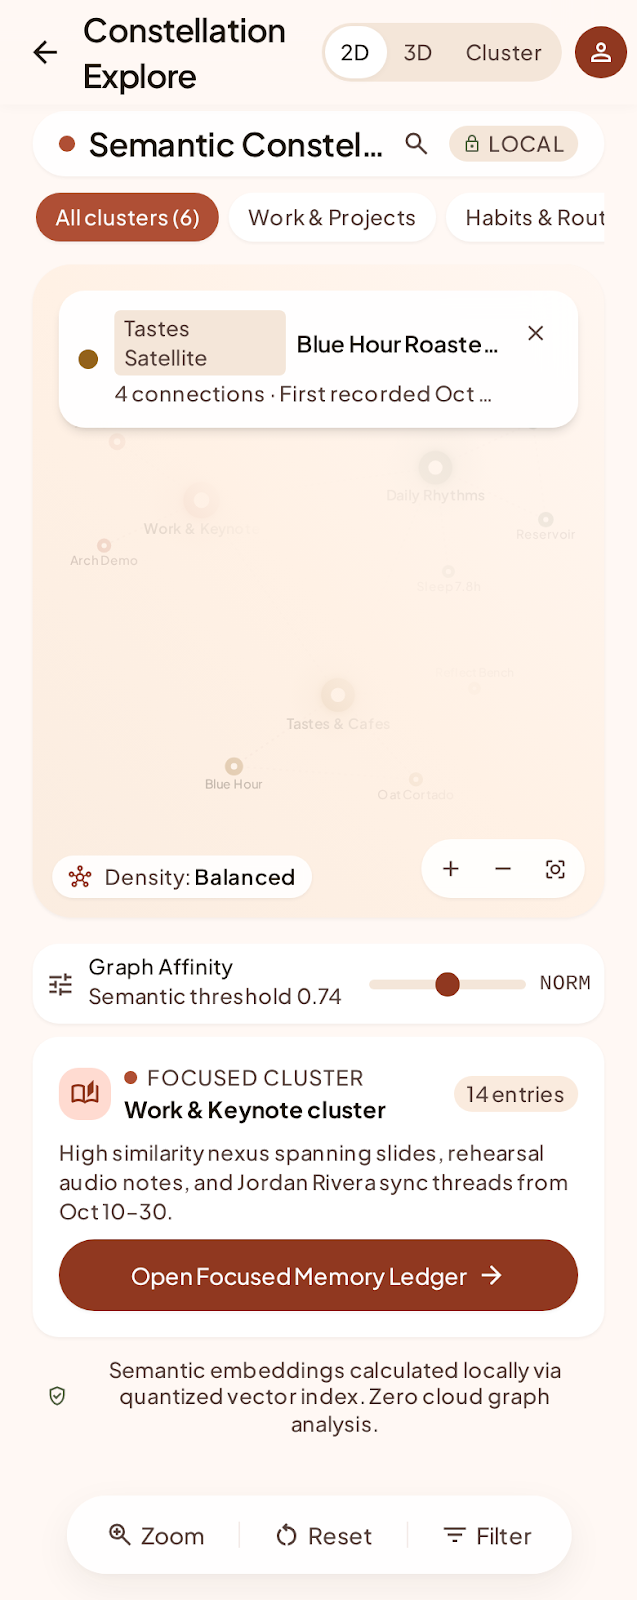 Constellation
Explore
2D
3D
Cluster
Semantic Constel...
LOCAL
All clusters (6)
Work & Projects
Habits & Rout
Tastes
Satellite
Blue Hour Roaste...
4 connections · First recorded Oct ...
Daily Rhythms
Work & Keynote
Reservoir
Arch Demo
Sleep 7.8h
Tastes & Cafes
Blue Hour
Oat Cortado
Density: Balanced
Graph Affinity
Semantic threshold 0.74
NORM
FOCUSED CLUSTER
Work & Keynote cluster
14 entries
High similarity nexus spanning slides, rehearsal
audio notes, and Jordan Rivera sync threads from
Oct 10–30.
Open Focused Memory Ledger
Semantic embeddings calculated locally via
quantized vector index. Zero cloud graph
analysis.
Zoom
Reset
Filter